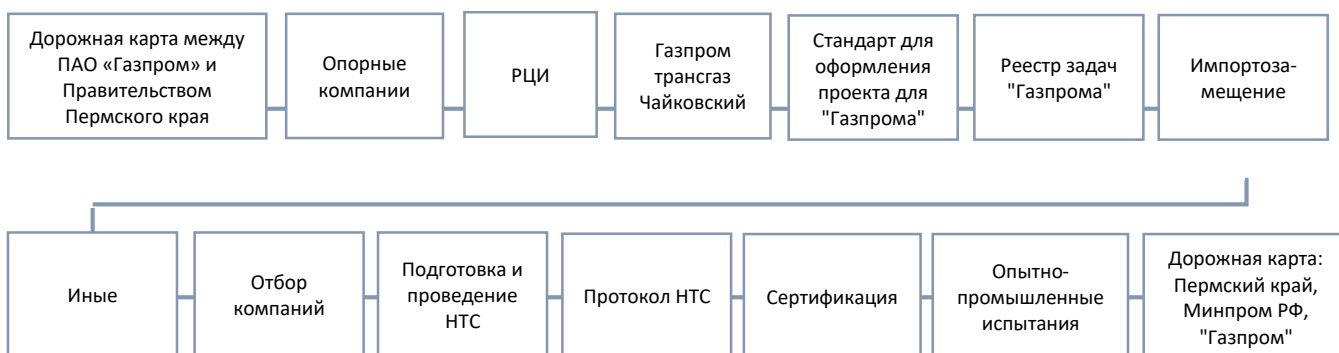 Дорожная карта между
ПАО «Газпром» и
Правительством
Пермского края
Опорные
компании
РЦИ
Газпром
трансгаз
Чайковский
Стандарт для
оформления
проекта для
"Газпрома"
Реестр задач
"Газпрома"
Импортоза-
мещение
Иные
Отбор
компаний
Подготовка и
проведение
НТС
Протокол НТС
Сертификация
Опытно-
промышленные
испытания
Дорожная карта:
Пермский край,
Минпром РФ,
"Газпром"